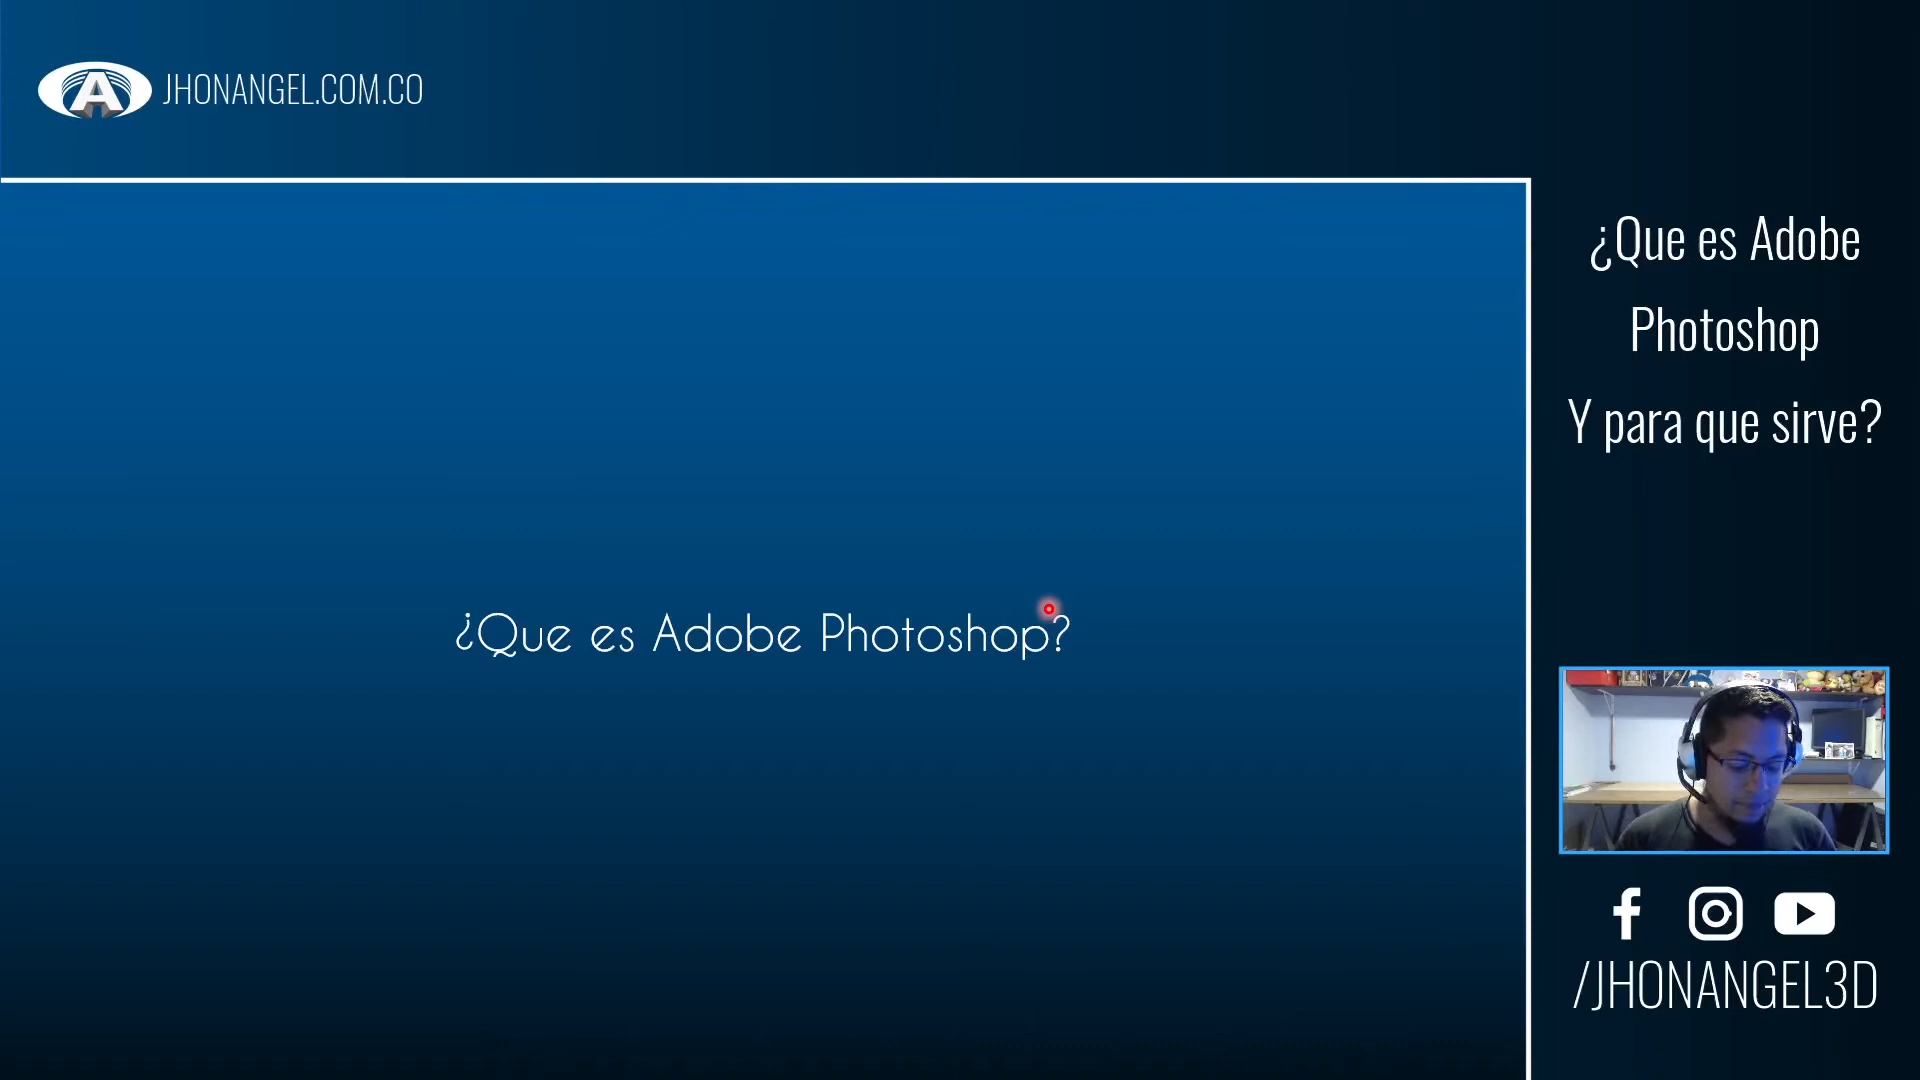 JHONANGEL.COM.CO
¿Que es Adobe
Photoshop
Y para que sirve?
¿Que es Adobe Photoshop?
/JHONANGEL3D